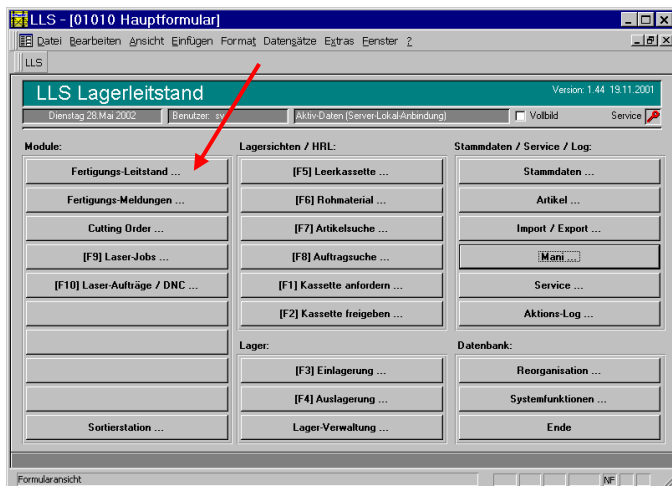 LLS - [01010 Hauptformular]
Datei Bearbeiten Ansicht Einfügen Format Datensätze Extras Fenster ?
LLS
LLS Lagerleitstand
Version: 1.44 19.11.2001
Dienstag 28.Mai 2002 Benutzer: sv Aktiv-Daten (Server-Lokal-Anbindung) Vollbild Service
Module:
Fertigungs-Leitstand ...
Fertigungs-Meldungen ...
Cutting Order ...
[F9] Laser-Jobs ...
[F10] Laser-Aufträge / DNC ...
Sortierstation ...
Lagersichten / HRL:
[F5] Leerkassette ...
[F6] Rohmaterial ...
[F7] Artikelsuche ...
[F8] Auftragsuche ...
[F1] Kassette anfordern ...
[F2] Kassette freigeben ...
Lager:
[F3] Einlagerung ...
[F4] Auslagerung ...
Lager-Verwaltung ...
Stammdaten / Service / Log:
Stammdaten ...
Artikel ...
Import / Export ...
Mani ...
Service ...
Aktions-Log ...
Datenbank:
Reorganisation ...
Systemfunktionen ...
Ende
Formularansicht
NF